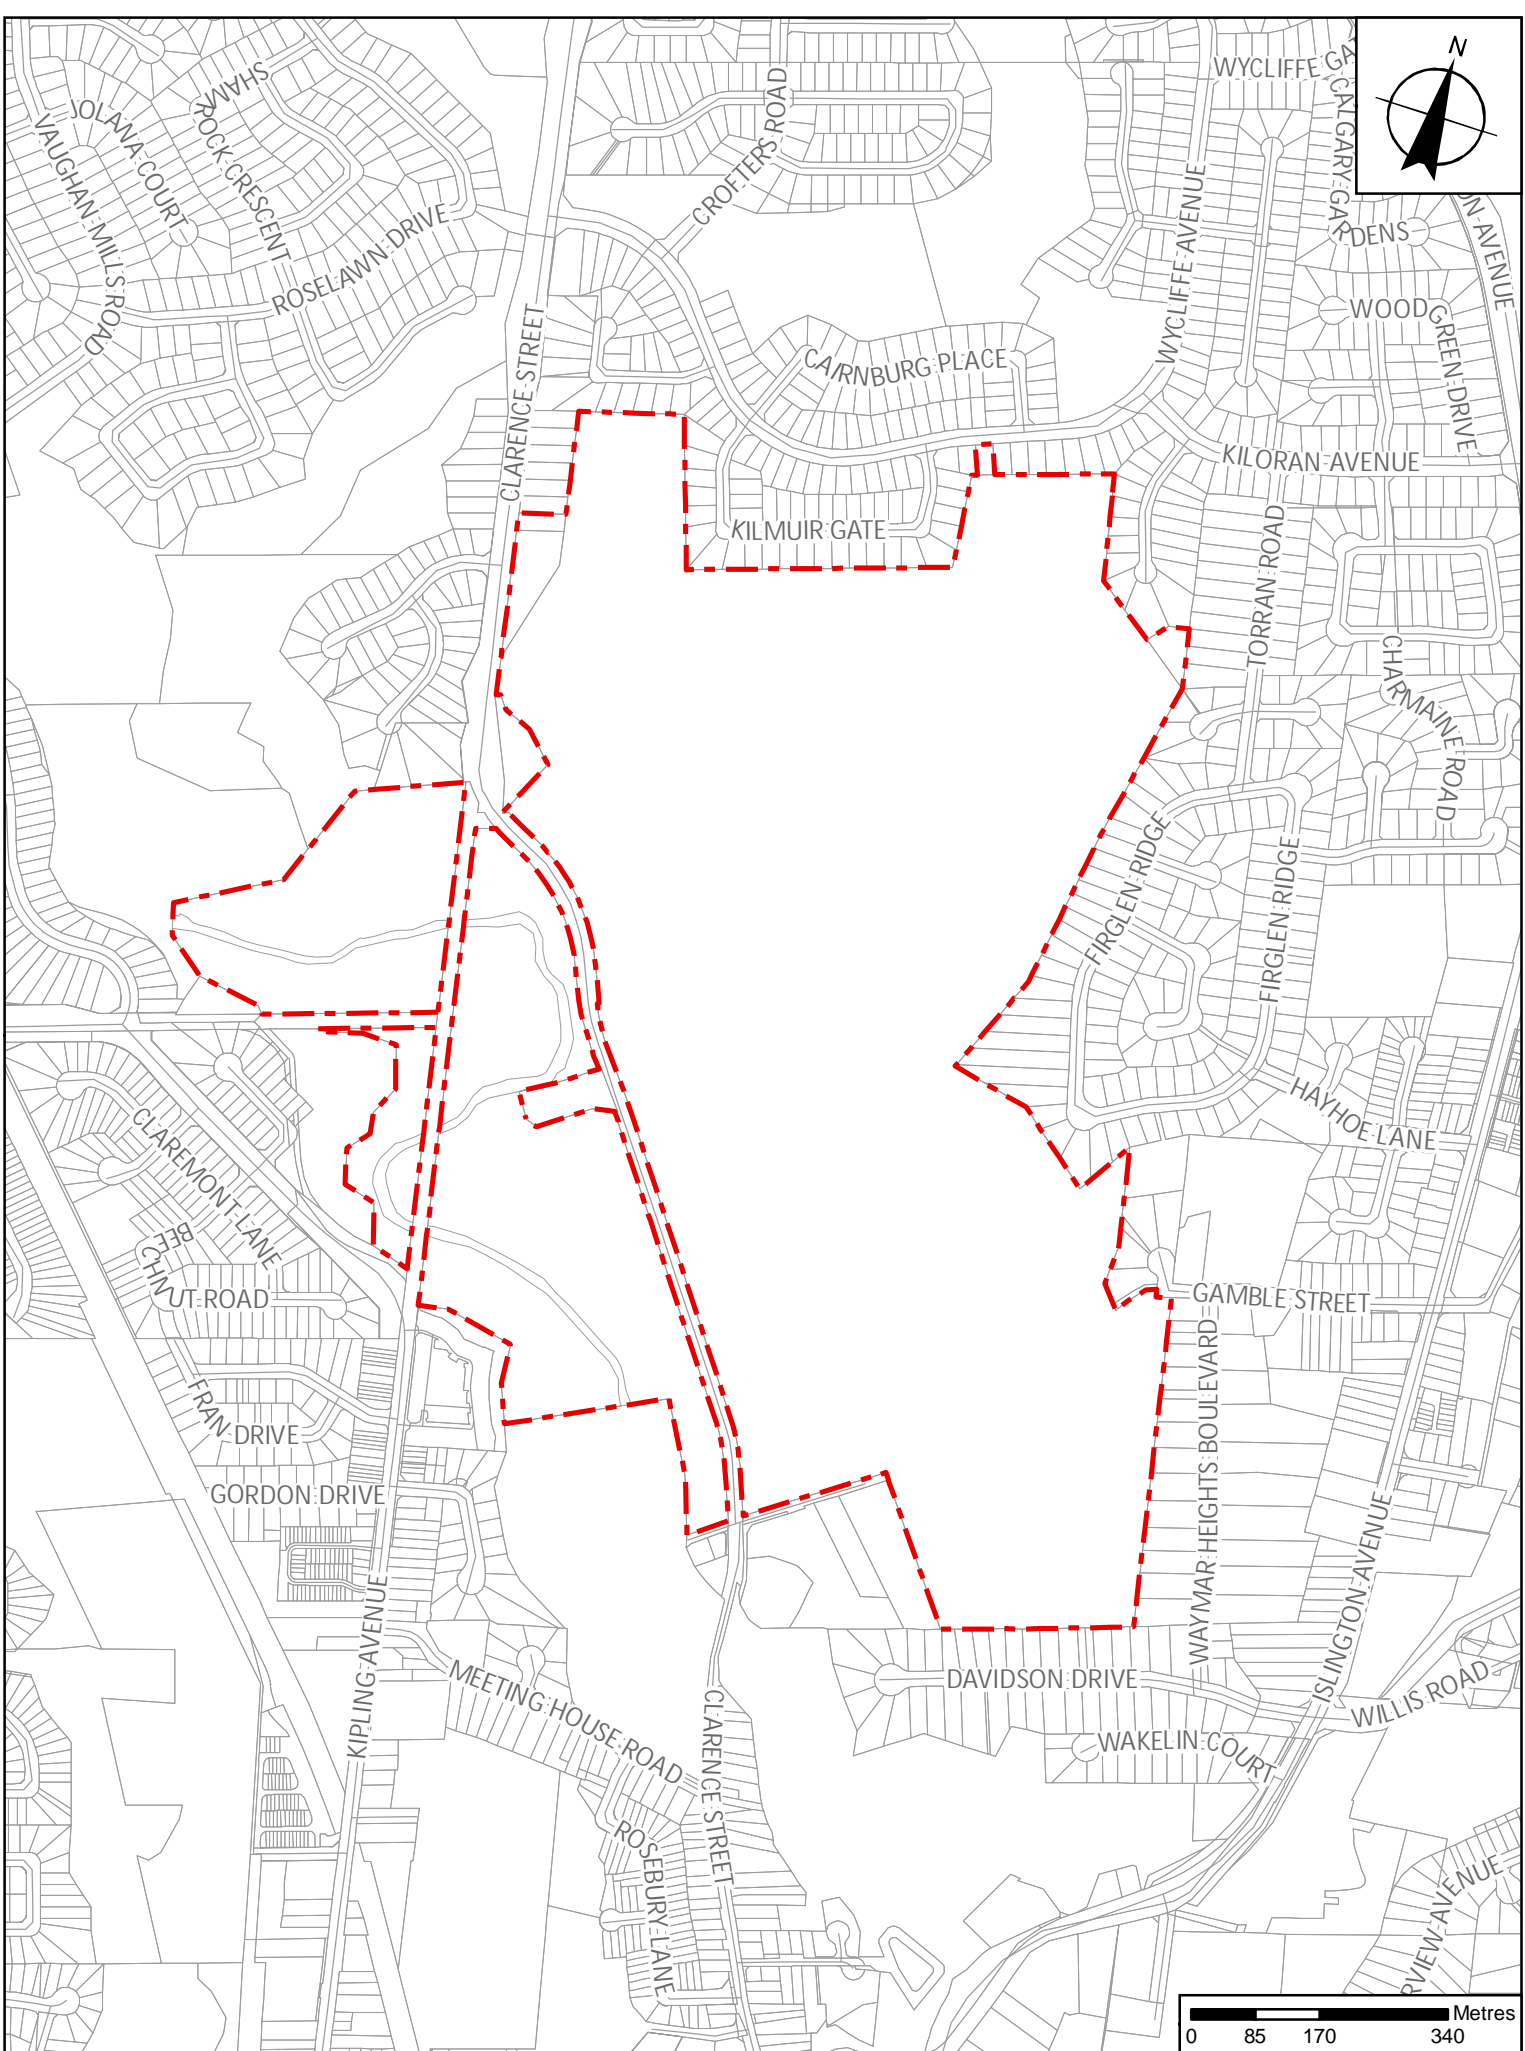 N
WYCLIFFE GA
CALGARY GAR
DENS
ON AVENUE
SHAM
ROCK CRESCENT
JOLANA COURT
VAUGHAN MILLS ROAD
ROSELAWN DRIVE
CROFTERS ROAD
WYCLIFFE AVENUE
WOOD
GREEN DRIVE
CLARENCE STREET
CAIRNBURG PLACE
KILORAN AVENUE
KILMUIR GATE
TORRAN ROAD
CHARMAINE ROAD
FIRGLEN RIDGE
FIRGLEN RIDGE
HAYHOE LANE
CLAREMONT LANE
BEE
CHN
UT ROAD
GAMBLE STREET
WAYMAR HEIGHTS BOULEVARD
FRAN
DRIVE
GORDON DRIVE
KIPLING AVENUE
ISLINGTON AVENUE
MEETING HOUSE ROAD
CLARENCE STREET
DAVIDSON DRIVE
WILLIS ROAD
WAKELIN COURT
ROSEBURY LANE
RVIEW AVENUE
Metres
0 85 170 340